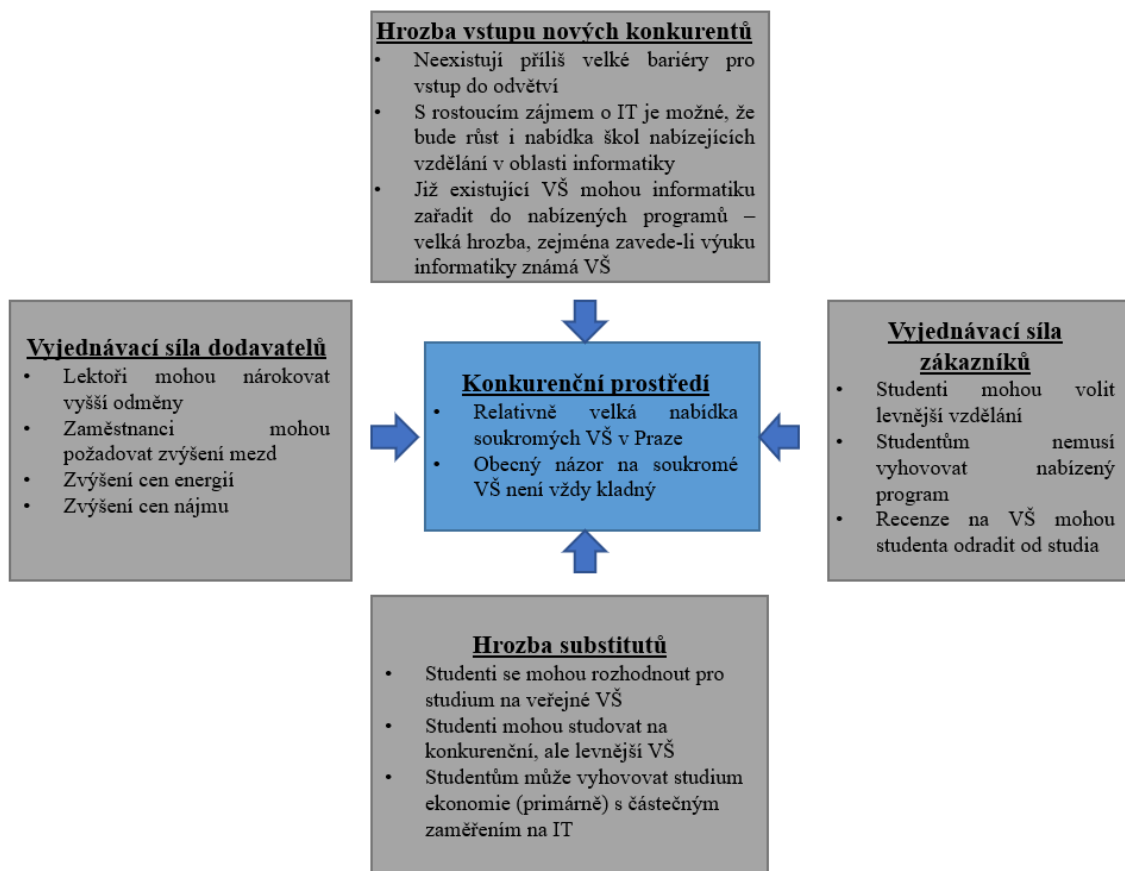 Hrozba vstupu nových konkurentů
• Neexistují příliš velké bariéry pro
vstup do odvětví
• S rostoucím zájmem o IT je možné, že
bude růst i nabídka škol nabízejících
vzdělání v oblasti informatiky
• Již existující VŠ mohou informatiku
zařadit do nabízených programů –
velká hrozba, zejména zavede-li výuku
informatiky známá VŠ
Vyjednávací síla dodavatelů
• Lektoři mohou nárokovat
vyšší odměny
• Zaměstnanci mohou
požadovat zvýšení mezd
• Zvýšení cen energií
• Zvýšení cen nájmu
Konkurenční prostředí
• Relativně velká nabídka
soukromých VŠ v Praze
• Obecný názor na soukromé
VŠ není vždy kladný
Vyjednávací síla
zákazníků
• Studenti mohou volit
levnější vzdělání
• Studentům nemusí
vyhovovat nabízený
program
• Recenze na VŠ mohou
studenta odradit od studia
Hrozba substitutů
• Studenti se mohou rozhodnout pro
studium na veřejné VŠ
• Studenti mohou studovat na
konkurenční, ale levnější VŠ
• Studentům může vyhovovat studium
ekonomie (primárně) s částečným
zaměřením na IT